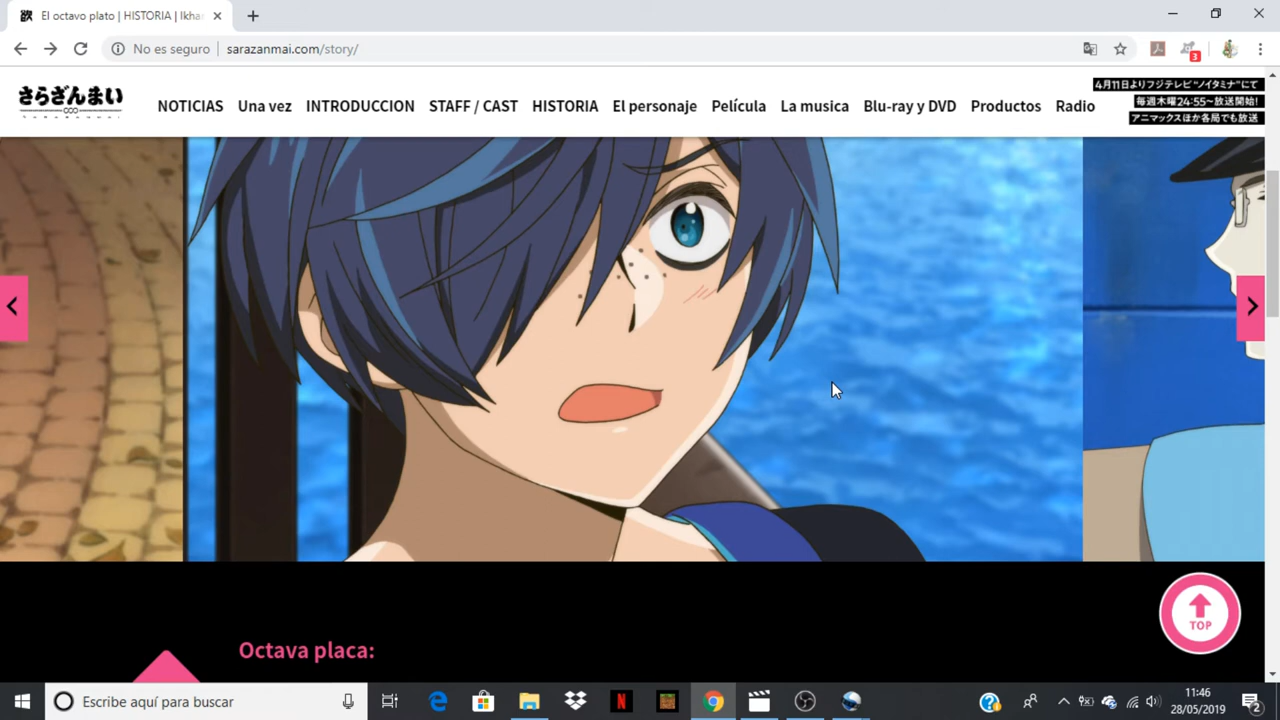 El octavo plato | HISTORIA | Ikha
No es seguro
sarazanmai.com/story/
3
さらざんまい
NOTICIAS
Una vez
INTRODUCCION
STAFF / CAST
HISTORIA
El personaje
Película
La musica
Blu-ray y DVD
Productos
Radio
4月11日よりフジテレビ“ノイタミナ”にて
毎週木曜24:55~放送開始!
アニマックスほか各局でも放送
TOP
Octava placa:
Escribe aquí para buscar
11:46
28/05/2019
2